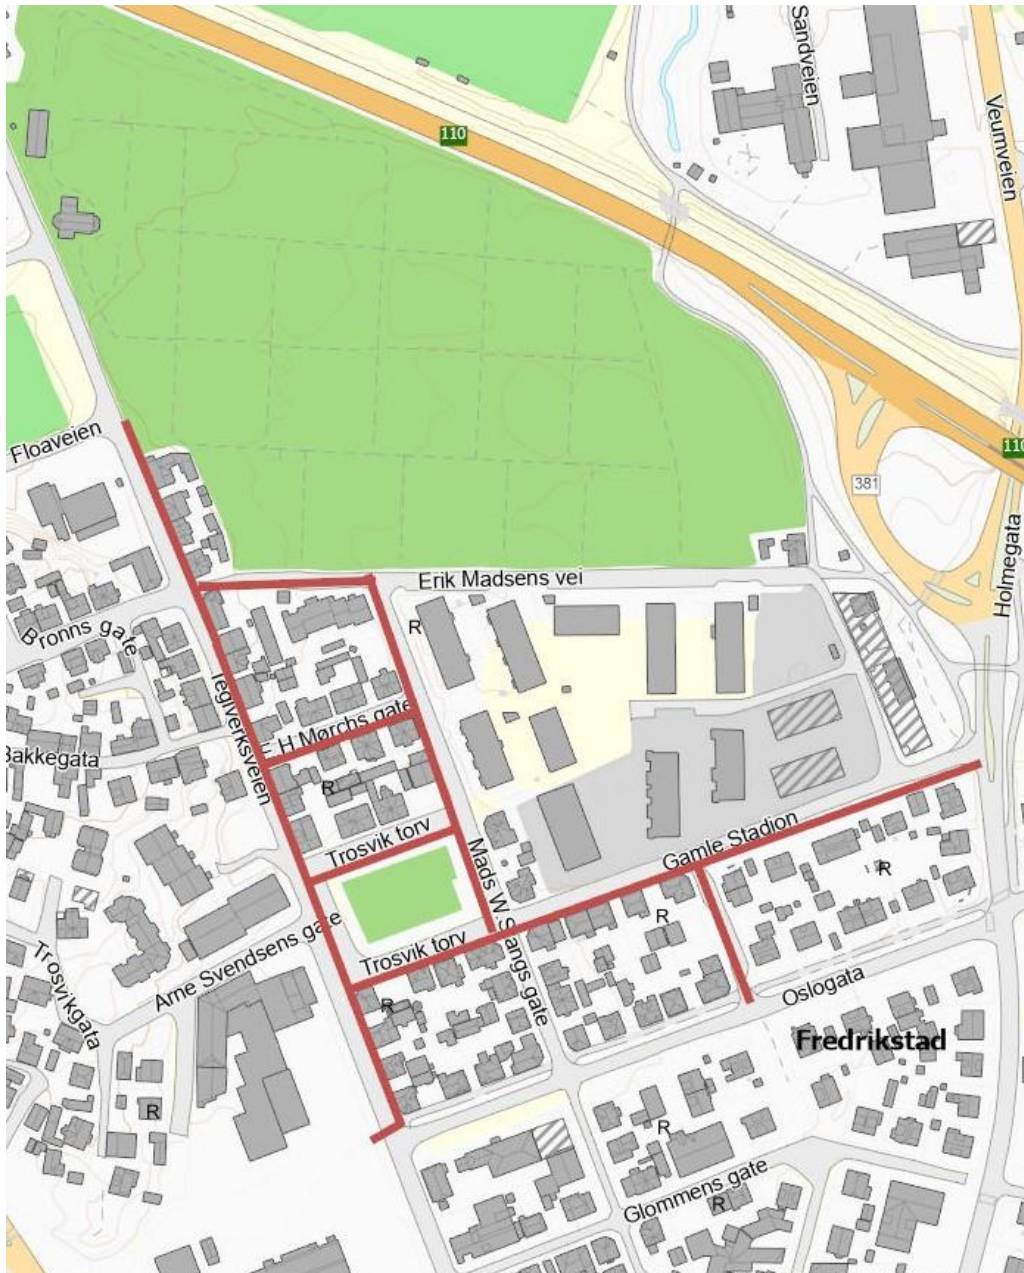 Sandveien
Veumveien
110
110
Floaveien
381
Holmegata
Erik Madsens vei
R
Bronns gate
Teglverksveien
H Mørchs gate
Bakkegata
R
Trosvik torv
Mads W Stangs gate
Gamle Stadion
R
R
Trosvik torv
Arne Svendsens gate
Trosvikgata
R
Oslogata
Fredrikstad
R
R
Glommens gate
R